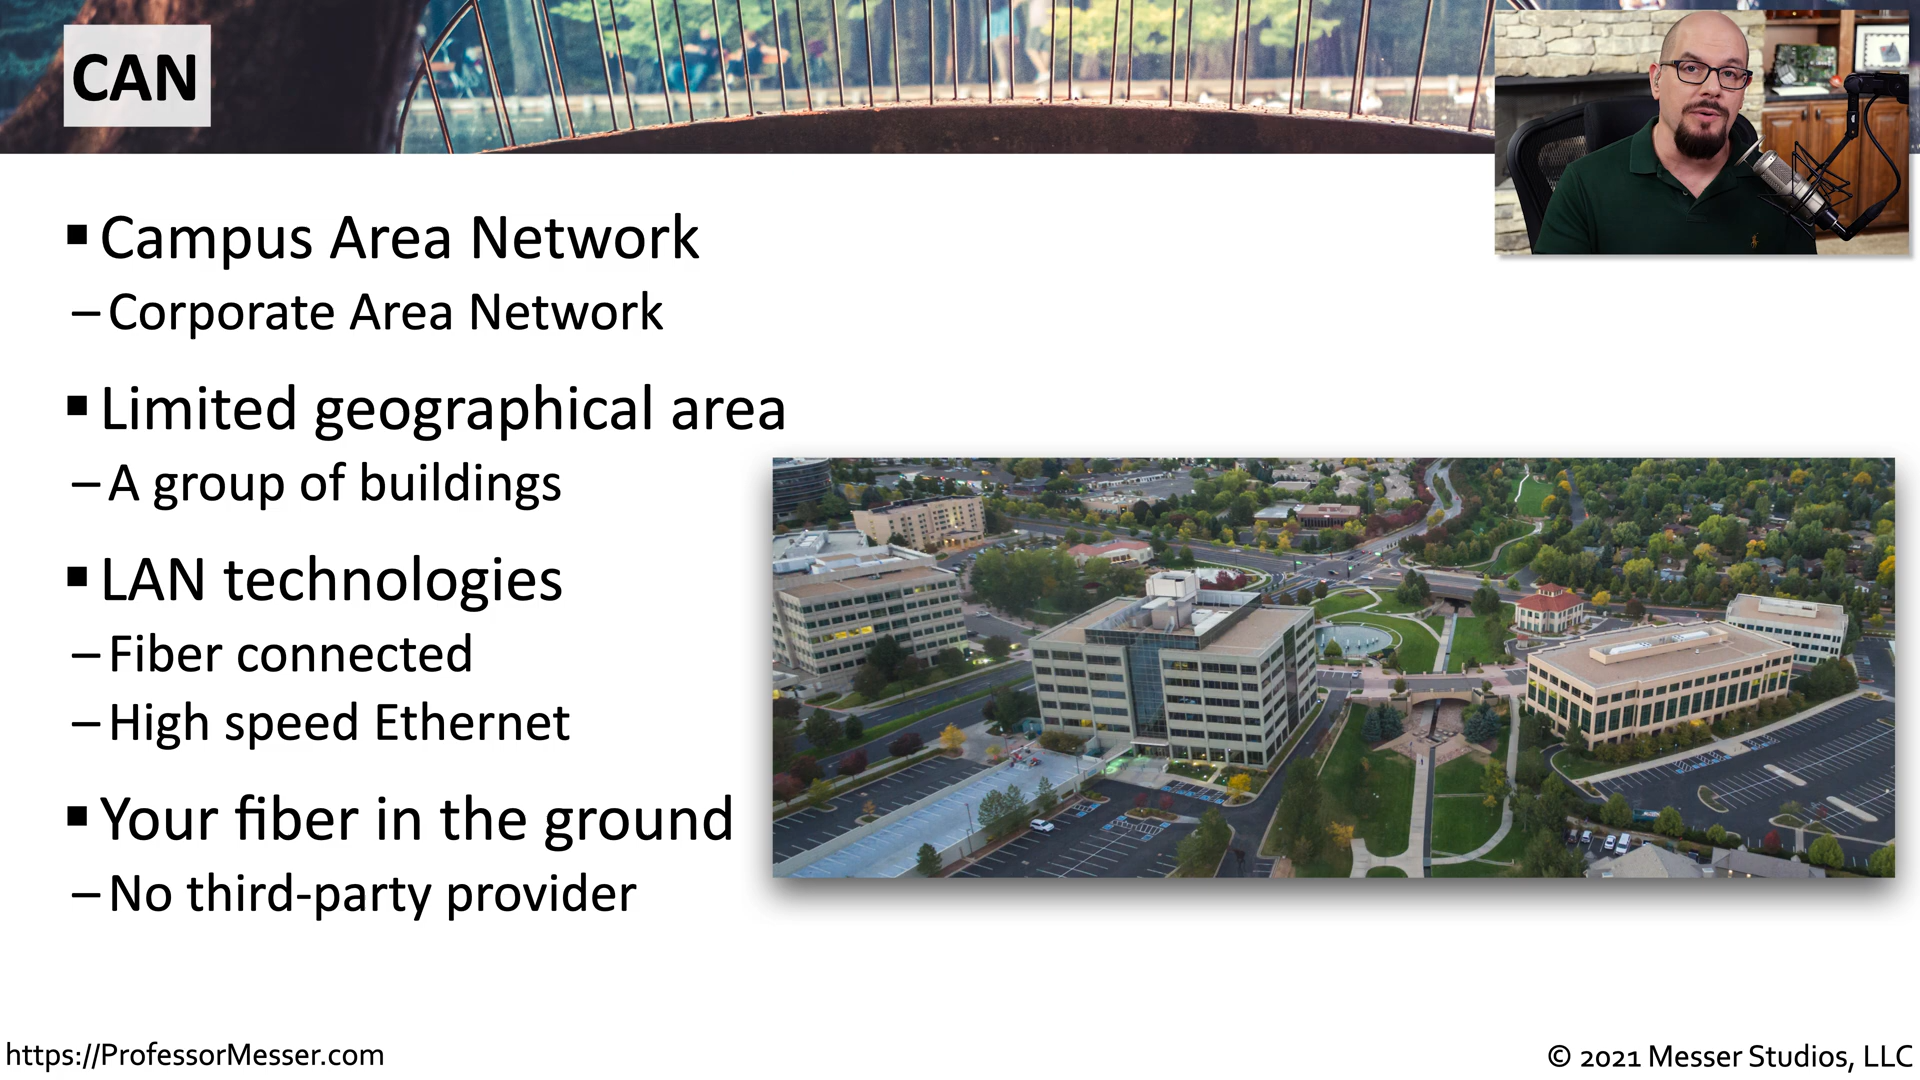 CAN
▪ Campus Area Network
– Corporate Area Network
▪ Limited geographical area
– A group of buildings
▪ LAN technologies
– Fiber connected
– High speed Ethernet
▪ Your fiber in the ground
– No third-party provider
https://ProfessorMesser.com
© 2021 Messer Studios, LLC